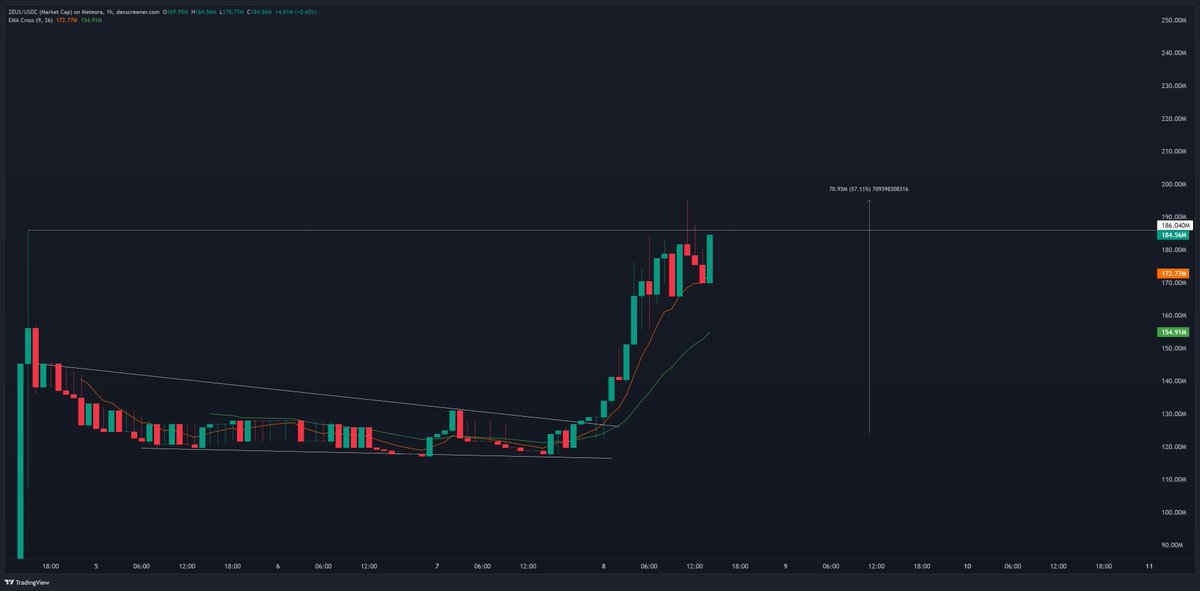 ZEUS/USDC (Market Cap) on Meteora, 1h, dexscreener.com O169.95M H184.56M L170.77M C184.56M 14.61M (+8.60%)
EMA Cross (9, 26) 172.77M 154.91M
250.00M
240.00M
230.00M
220.00M
210.00M
200.00M
70.93M (57.11%) 709398308316
190.00M
186.040M
184.56M
180.00M
172.77M
170.00M
160.00M
154.91M
150.00M
140.00M
130.00M
120.00M
110.00M
100.00M
90.00M
18:00 5 06:00 12:00 18:00 6 06:00 12:00 7 06:00 12:00 8 06:00 12:00 18:00 9 06:00 12:00 18:00 10 06:00 12:00 18:00 11
TradingView